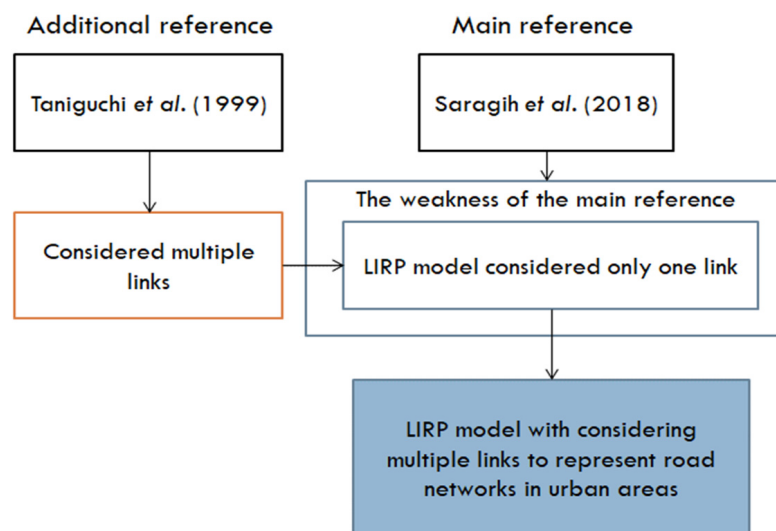 Additional reference
Main reference
Taniguchi et al. (1999)
Saragih et al. (2018)
The weakness of the main reference
Considered multiple
links
LIRP model considered only one link
LIRP model with considering
multiple links to represent road
networks in urban areas